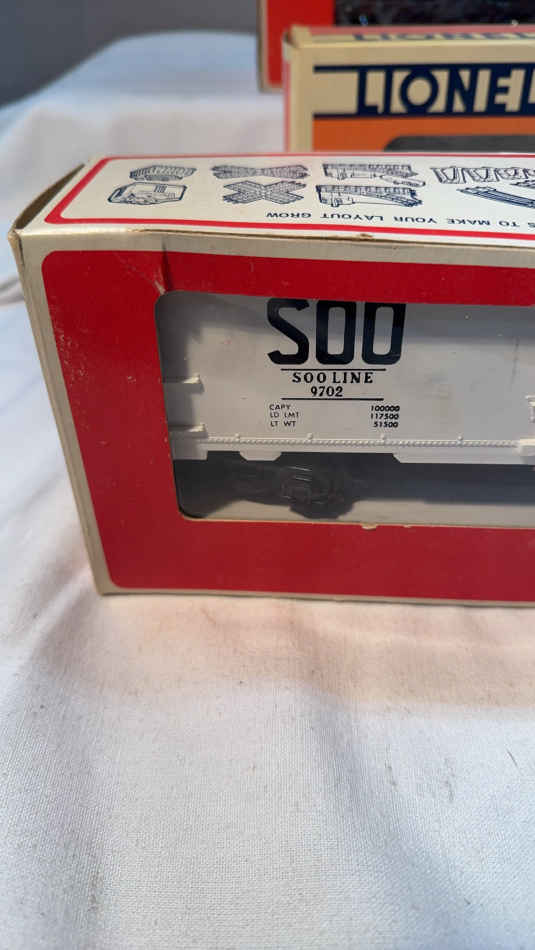 LIONEL
S TO MAKE YOUR LAYOUT GROW
SOO
SOO LINE
9702
CAPY 100000
LD LMT 117500
LT WT 51500